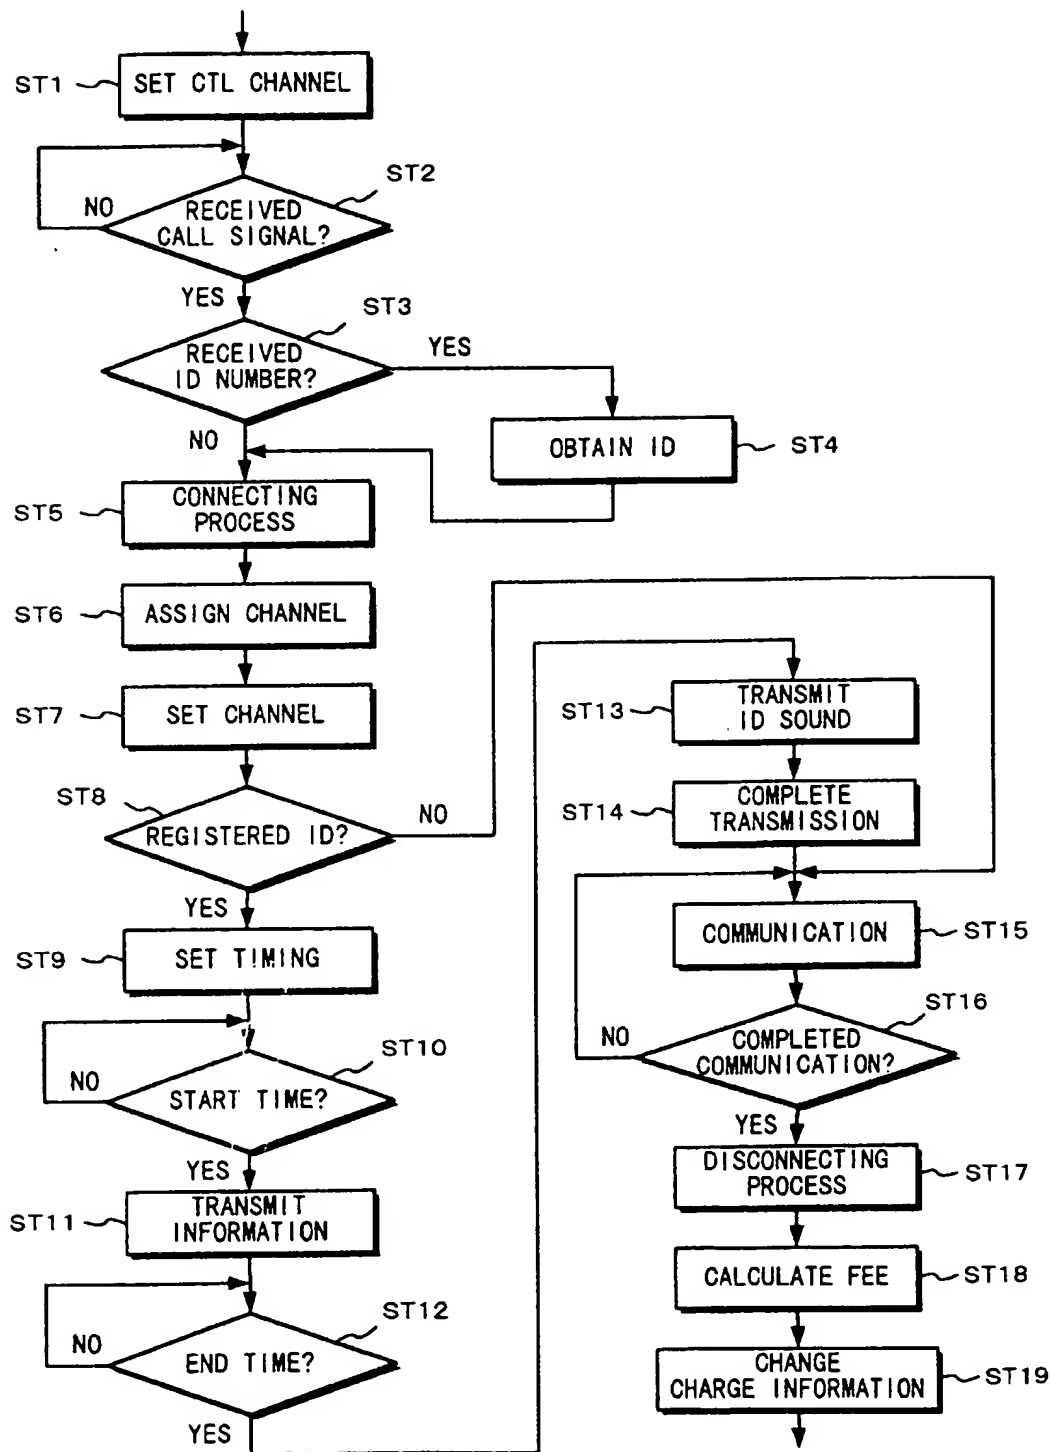 ST1
SET CTL CHANNEL
ST2
NO
RECEIVED
CALL SIGNAL?
YES
ST3
RECEIVED
ID NUMBER?
YES
NO
OBTAIN ID
ST4
ST5
CONNECTING
PROCESS
ST6
ASSIGN CHANNEL
ST7
SET CHANNEL
ST8
REGISTERED ID?
NO
YES
ST9
SET TIMING
ST10
NO
START TIME?
YES
ST11
TRANSMIT
INFORMATION
ST12
NO
END TIME?
YES
ST13
TRANSMIT
ID SOUND
ST14
COMPLETE
TRANSMISSION
COMMUNICATION
ST15
ST16
NO
COMPLETED
COMMUNICATION?
YES
DISCONNECTING
PROCESS
ST17
CALCULATE FEE
ST18
CHANGE
CHARGE INFORMATION
ST19